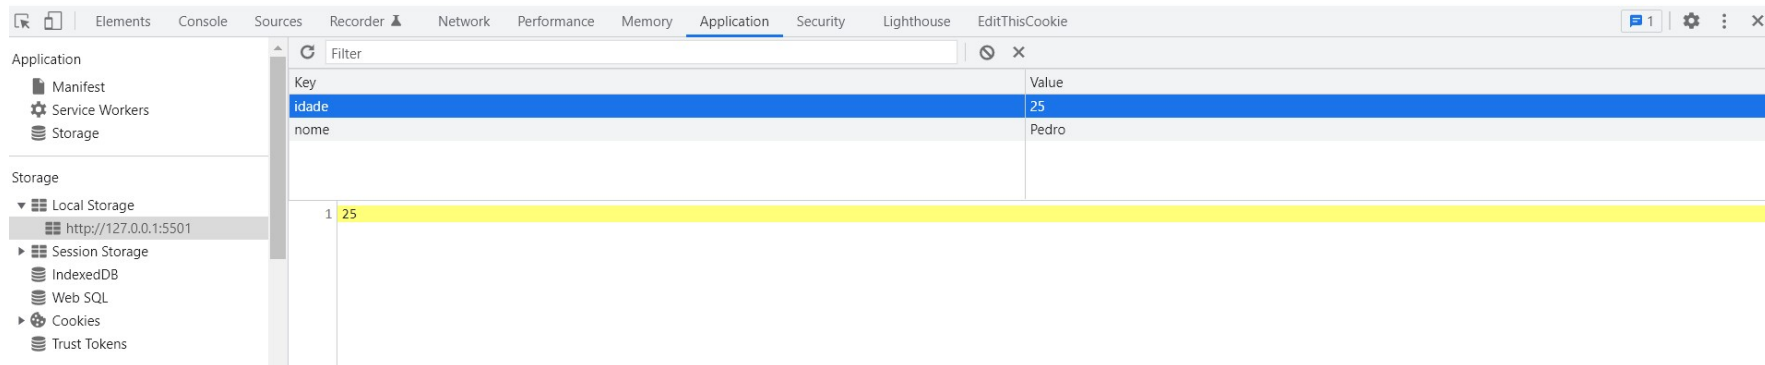 Elements Console Sources Recorder Network Performance Memory Application Security Lighthouse EditThisCookie 1
Application
Manifest
Service Workers
Storage
Storage
Local Storage
http://127.0.0.1:5501
Session Storage
IndexedDB
Web SQL
Cookies
Trust Tokens
Filter
Key Value
idade 25
nome Pedro
1 25